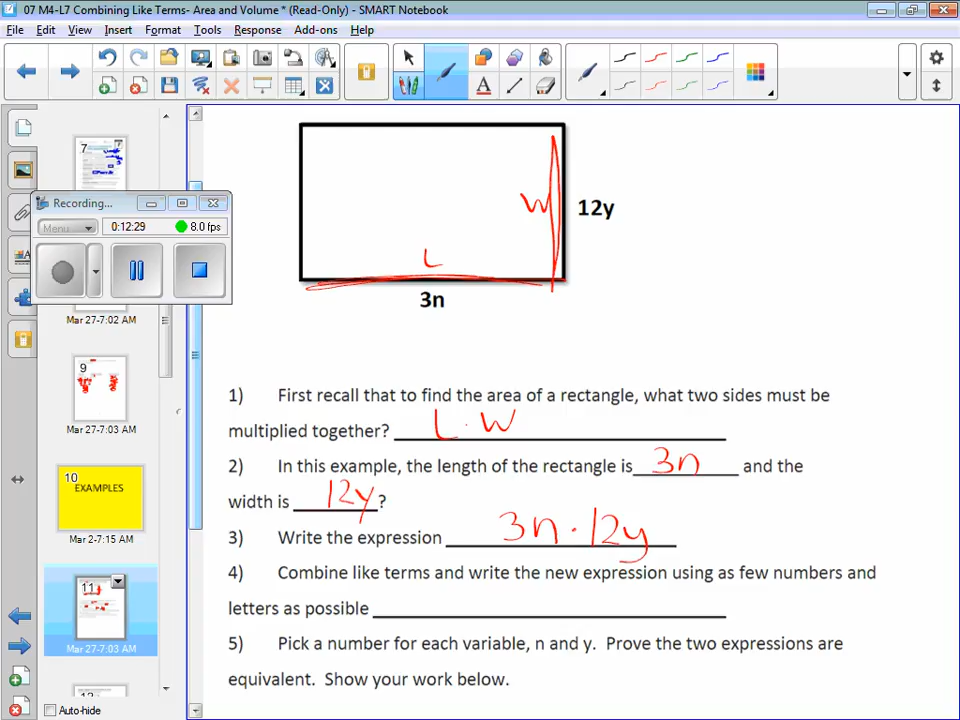 07 M4-L7 Combining Like Terms- Area and Volume * (Read-Only) - SMART Notebook
File Edit View Insert Format Tools Response Add-ons Help
7
Recording...
Menu 0:12:29 8.0 fps
Mar 27-7:02 AM
9
Mar 27-7:03 AM
10
EXAMPLES
Mar 2-7:15 AM
11
Mar 27-7:03 AM
Auto-hide
W 12y
L
3n
1) First recall that to find the area of a rectangle, what two sides must be
multiplied together? L · W
2) In this example, the length of the rectangle is 3n and the
width is 12y ?
3) Write the expression 3n · 12y
4) Combine like terms and write the new expression using as few numbers and
letters as possible
5) Pick a number for each variable, n and y. Prove the two expressions are
equivalent. Show your work below.